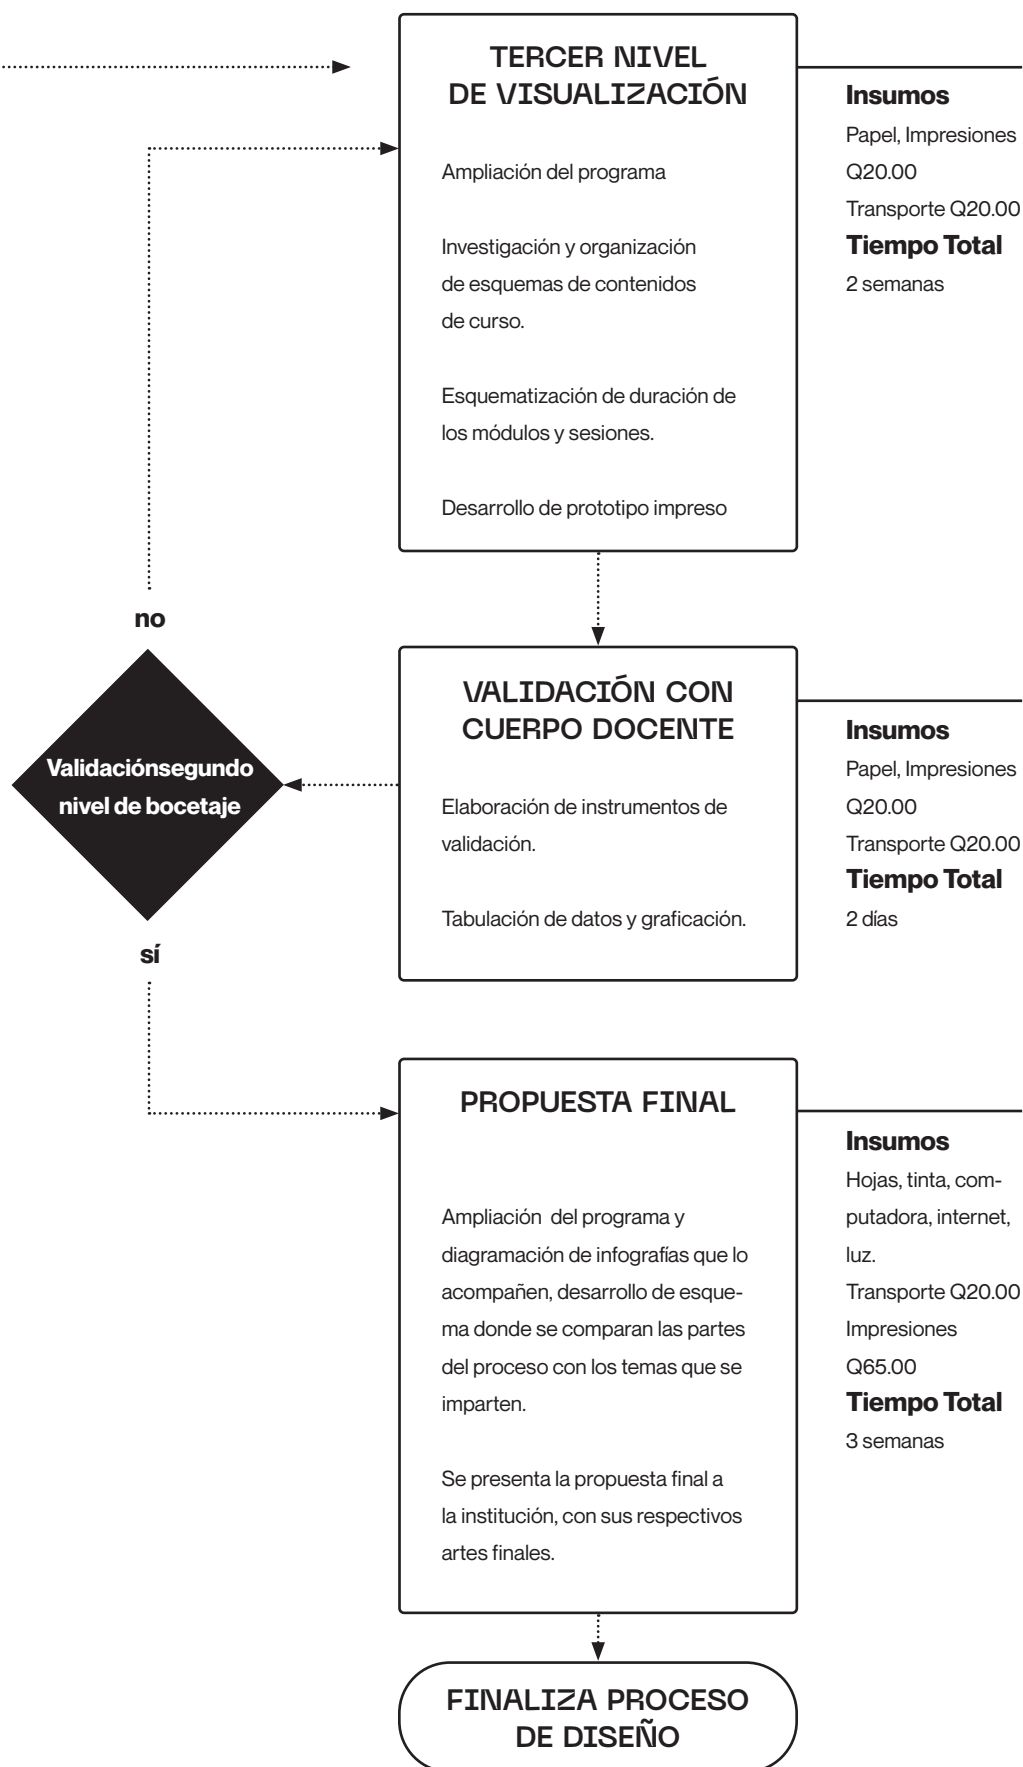 TERCER NIVEL
DE VISUALIZACIÓN
Ampliación del programa
Investigación y organización
de esquemas de contenidos
de curso.
Esquematización de duración de
los módulos y sesiones.
Desarrollo de prototipo impreso
Insumos
Papel, Impresiones
Q20.00
Transporte Q20.00
Tiempo Total
2 semanas
no
Validaciónsegundo
nivel de bocetaje
sí
VALIDACIÓN CON
CUERPO DOCENTE
Elaboración de instrumentos de
validación.
Tabulación de datos y graficación.
Insumos
Papel, Impresiones
Q20.00
Transporte Q20.00
Tiempo Total
2 días
PROPUESTA FINAL
Ampliación  del programa y
diagramación de infografías que lo
acompañen, desarrollo de esque-
ma donde se comparan las partes
del proceso con los temas que se
imparten.
Se presenta la propuesta final a
la institución, con sus respectivos
artes finales.
Insumos
Hojas, tinta, com-
putadora, internet,
luz.
Transporte Q20.00
Impresiones
Q65.00
Tiempo Total
3 semanas
FINALIZA PROCESO
DE DISEÑO